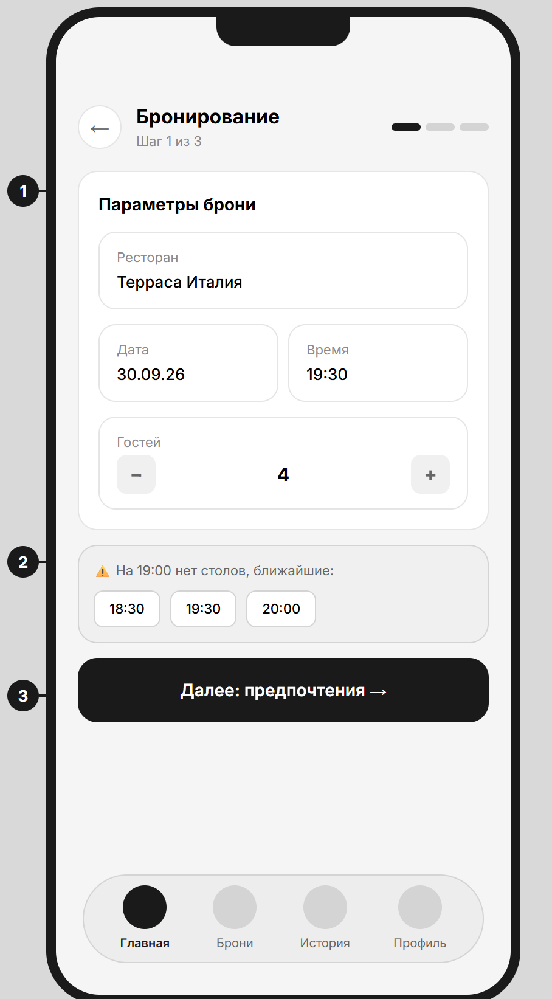 ←
Бронирование
Шаг 1 из 3
1
Параметры брони
Ресторан
Терраса Италия
Дата
30.09.26
Время
19:30
Гостей
− 4 +
2
⚠️ На 19:00 нет столов, ближайшие:
18:30 19:30 20:00
3
Далее: предпочтения →
Главная Брони История Профиль